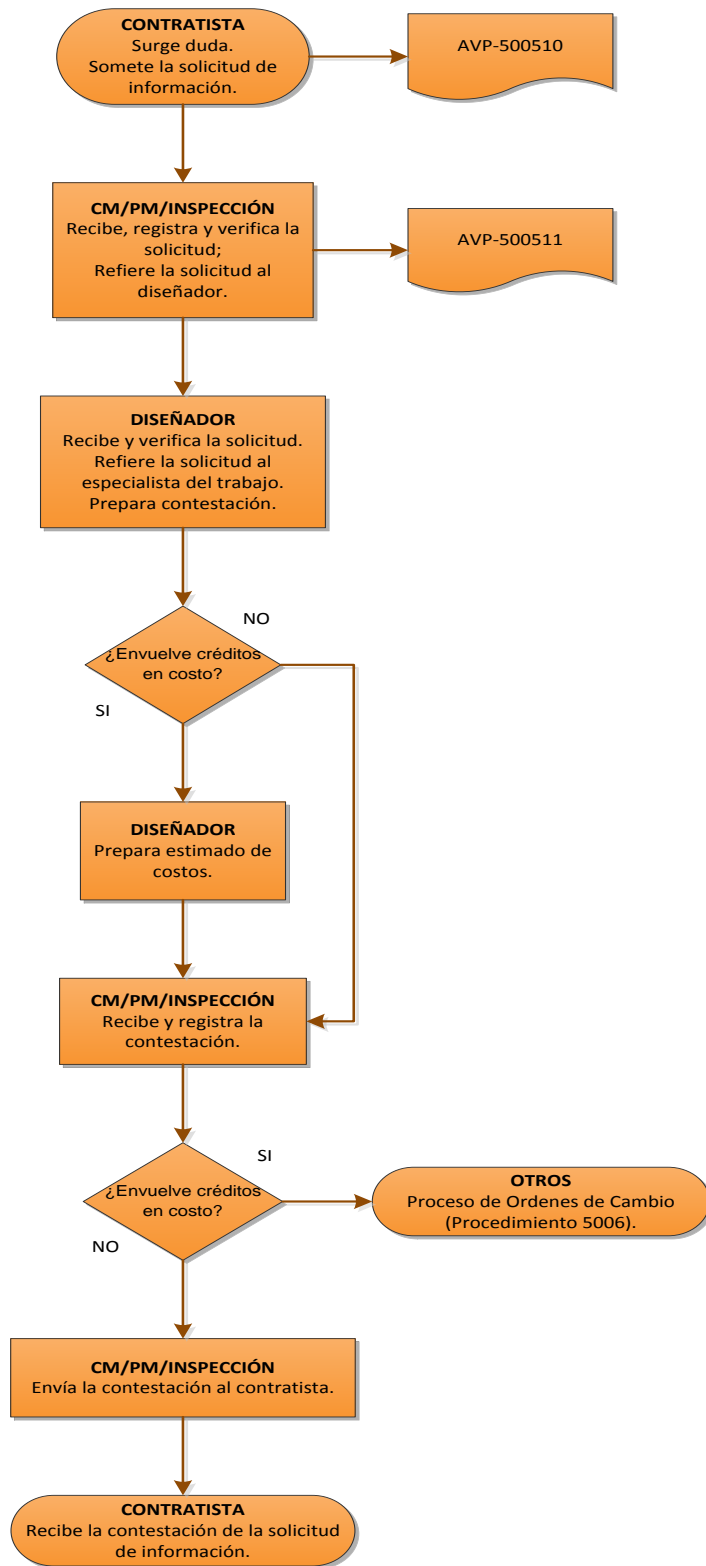 CONTRATISTA
Surge duda.
Somete la solicitud de
información.
AVP-500510
CM/PM/INSPECCIÓN
Recibe, registra y verifica la
solicitud;
Refiere la solicitud al
diseñador.
AVP-500511
DISEÑADOR
Recibe y verifica la solicitud.
Refiere la solicitud al
especialista del trabajo.
Prepara contestación.
NO
¿Envuelve créditos
en costo?
SI
DISEÑADOR
Prepara estimado de
costos.
CM/PM/INSPECCIÓN
Recibe y registra la
contestación.
SI
¿Envuelve créditos
en costo?
NO
OTROS
Proceso de Ordenes de Cambio
(Procedimiento 5006).
CM/PM/INSPECCIÓN
Envía la contestación al contratista.
CONTRATISTA
Recibe la contestación de la solicitud
de información.